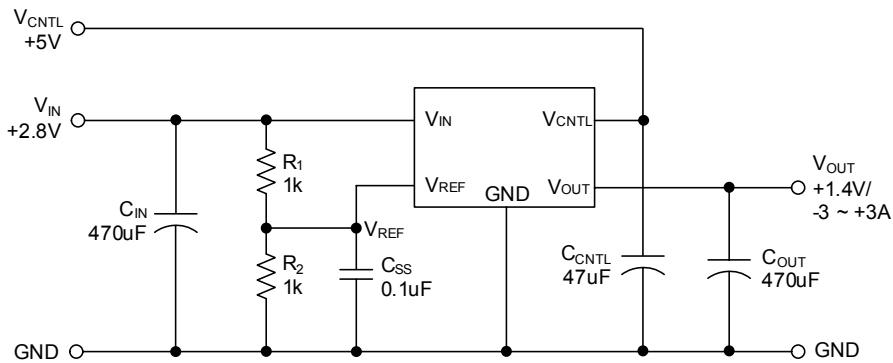 VCNTL
+5V
VIN
+2.8V
VIN
VCNTL
R1
1k
VREF
GND
VOUT
VOUT
+1.4V/
-3 ~ +3A
CIN
470uF
VREF
R2
1k
CSS
0.1uF
CCNTL
47uF
COUT
470uF
GND
GND